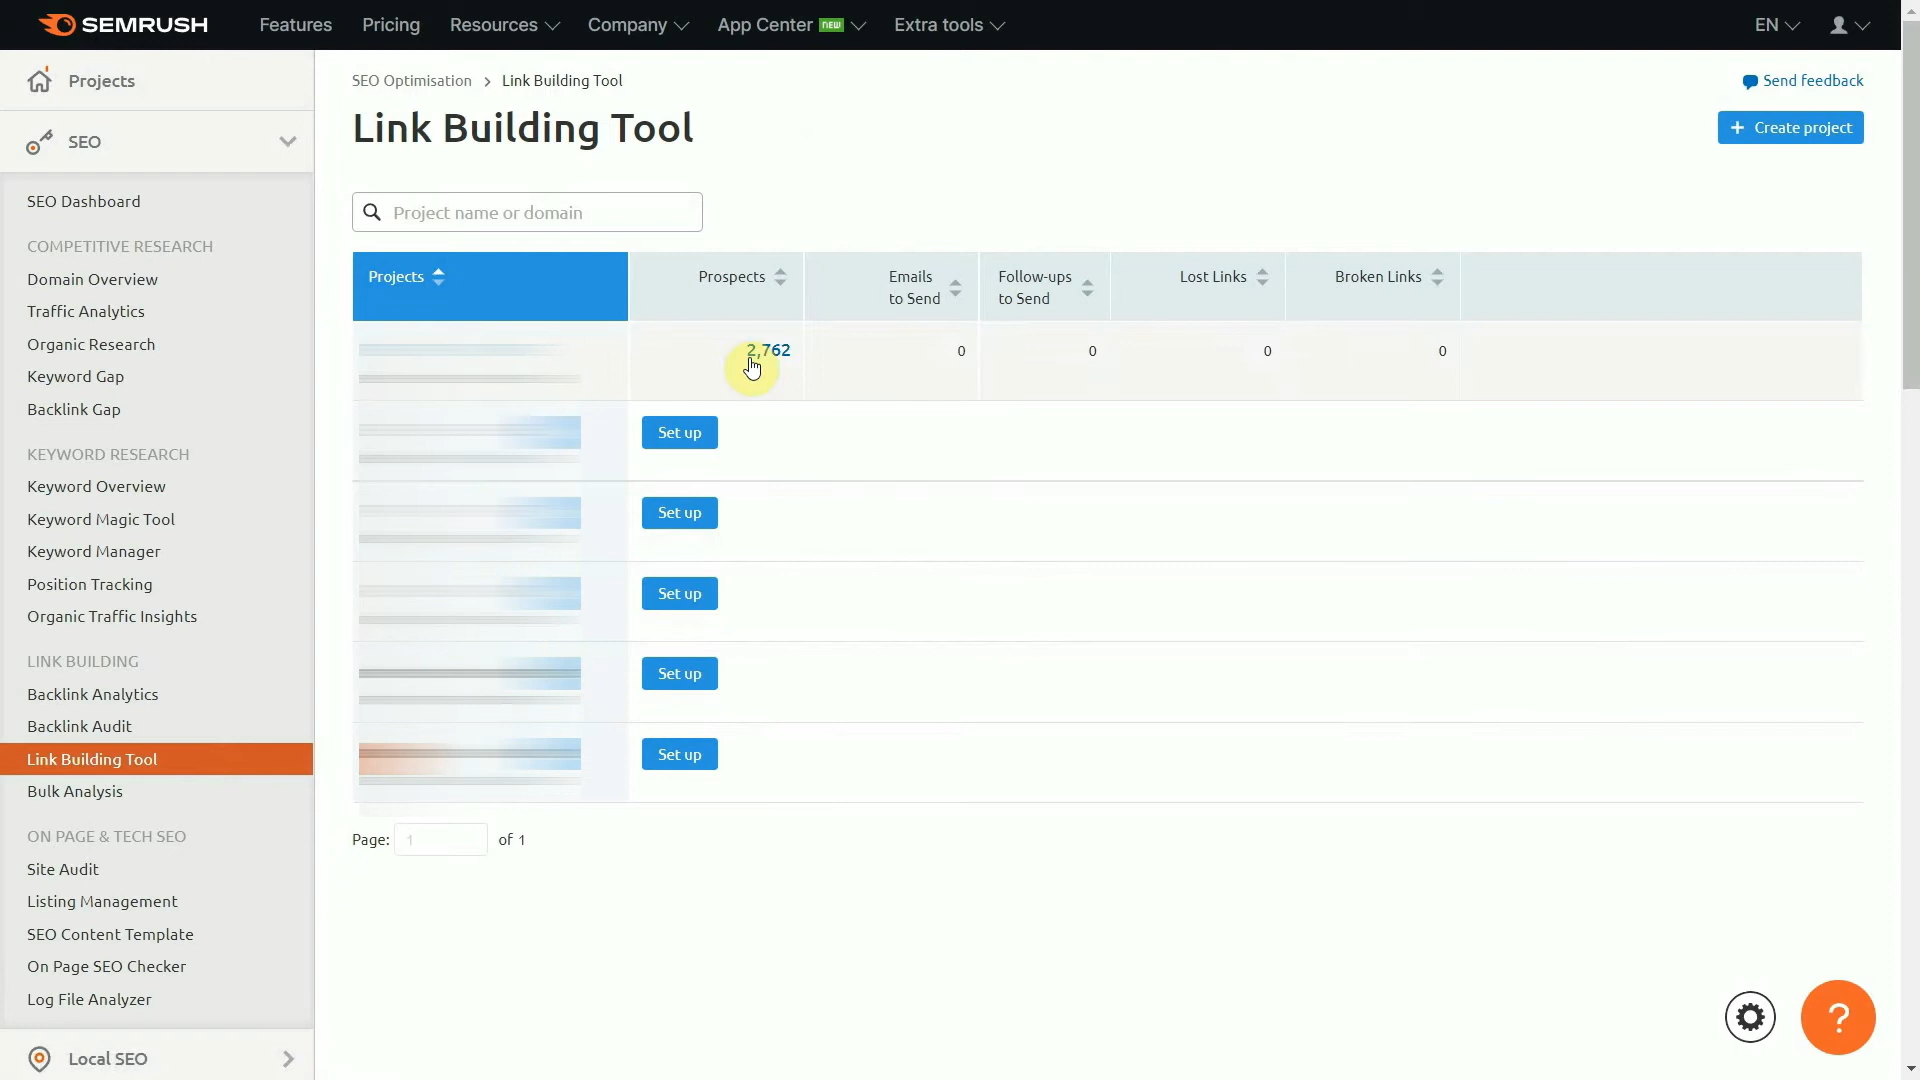 SEMRUSH
Features Pricing Resources Company App Center NEW Extra tools EN
Projects
SEO
SEO Dashboard
COMPETITIVE RESEARCH
Domain Overview
Traffic Analytics
Organic Research
Keyword Gap
Backlink Gap
KEYWORD RESEARCH
Keyword Overview
Keyword Magic Tool
Keyword Manager
Position Tracking
Organic Traffic Insights
LINK BUILDING
Backlink Analytics
Backlink Audit
Link Building Tool
Bulk Analysis
ON PAGE & TECH SEO
Site Audit
Listing Management
SEO Content Template
On Page SEO Checker
Log File Analyzer
Local SEO
SEO Optimisation > Link Building Tool
Send feedback
Link Building Tool
+ Create project
Project name or domain
Projects Prospects Emails to Send Follow-ups to Send Lost Links Broken Links
2,762 0 0 0 0
Set up
Set up
Set up
Set up
Set up
Page: 1 of 1
?